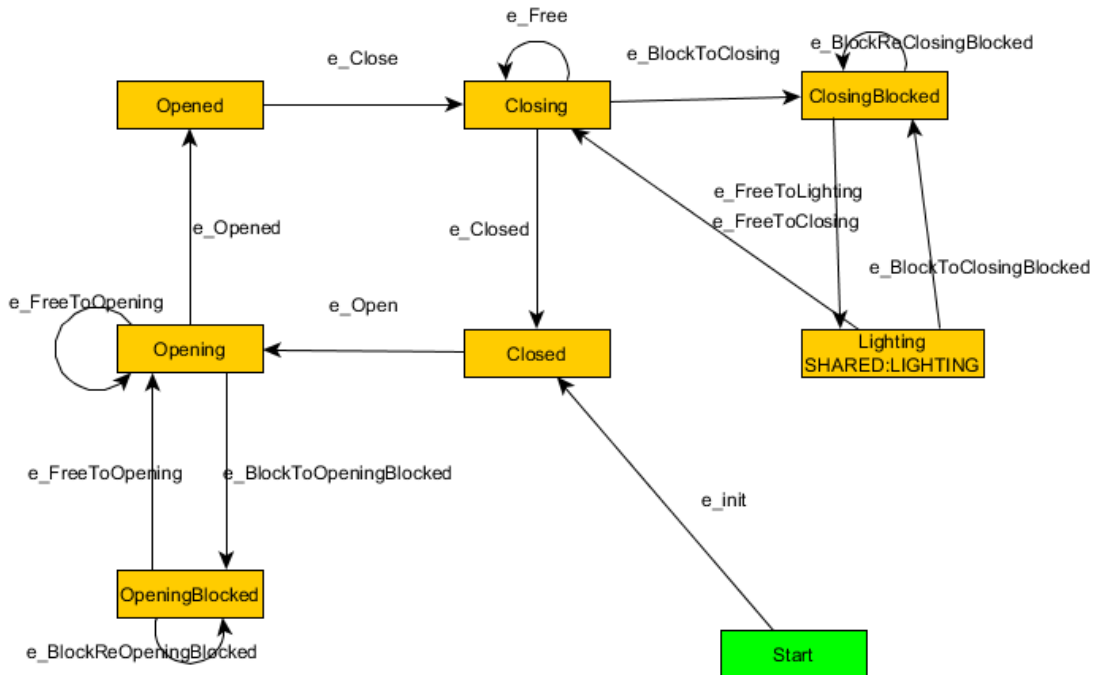 e_Free
e_Close
e_BlockToClosing
e_BlockReClosingBlocked
Opened
Closing
ClosingBlocked
e_FreeToLighting
e_FreeToClosing
e_Opened
e_Closed
e_BlockToClosingBlocked
e_FreeToOpening
e_Open
Opening
Closed
Lighting
SHARED:LIGHTING
e_FreeToOpening
e_BlockToOpeningBlocked
e_init
OpeningBlocked
e_BlockReOpeningBlocked
Start